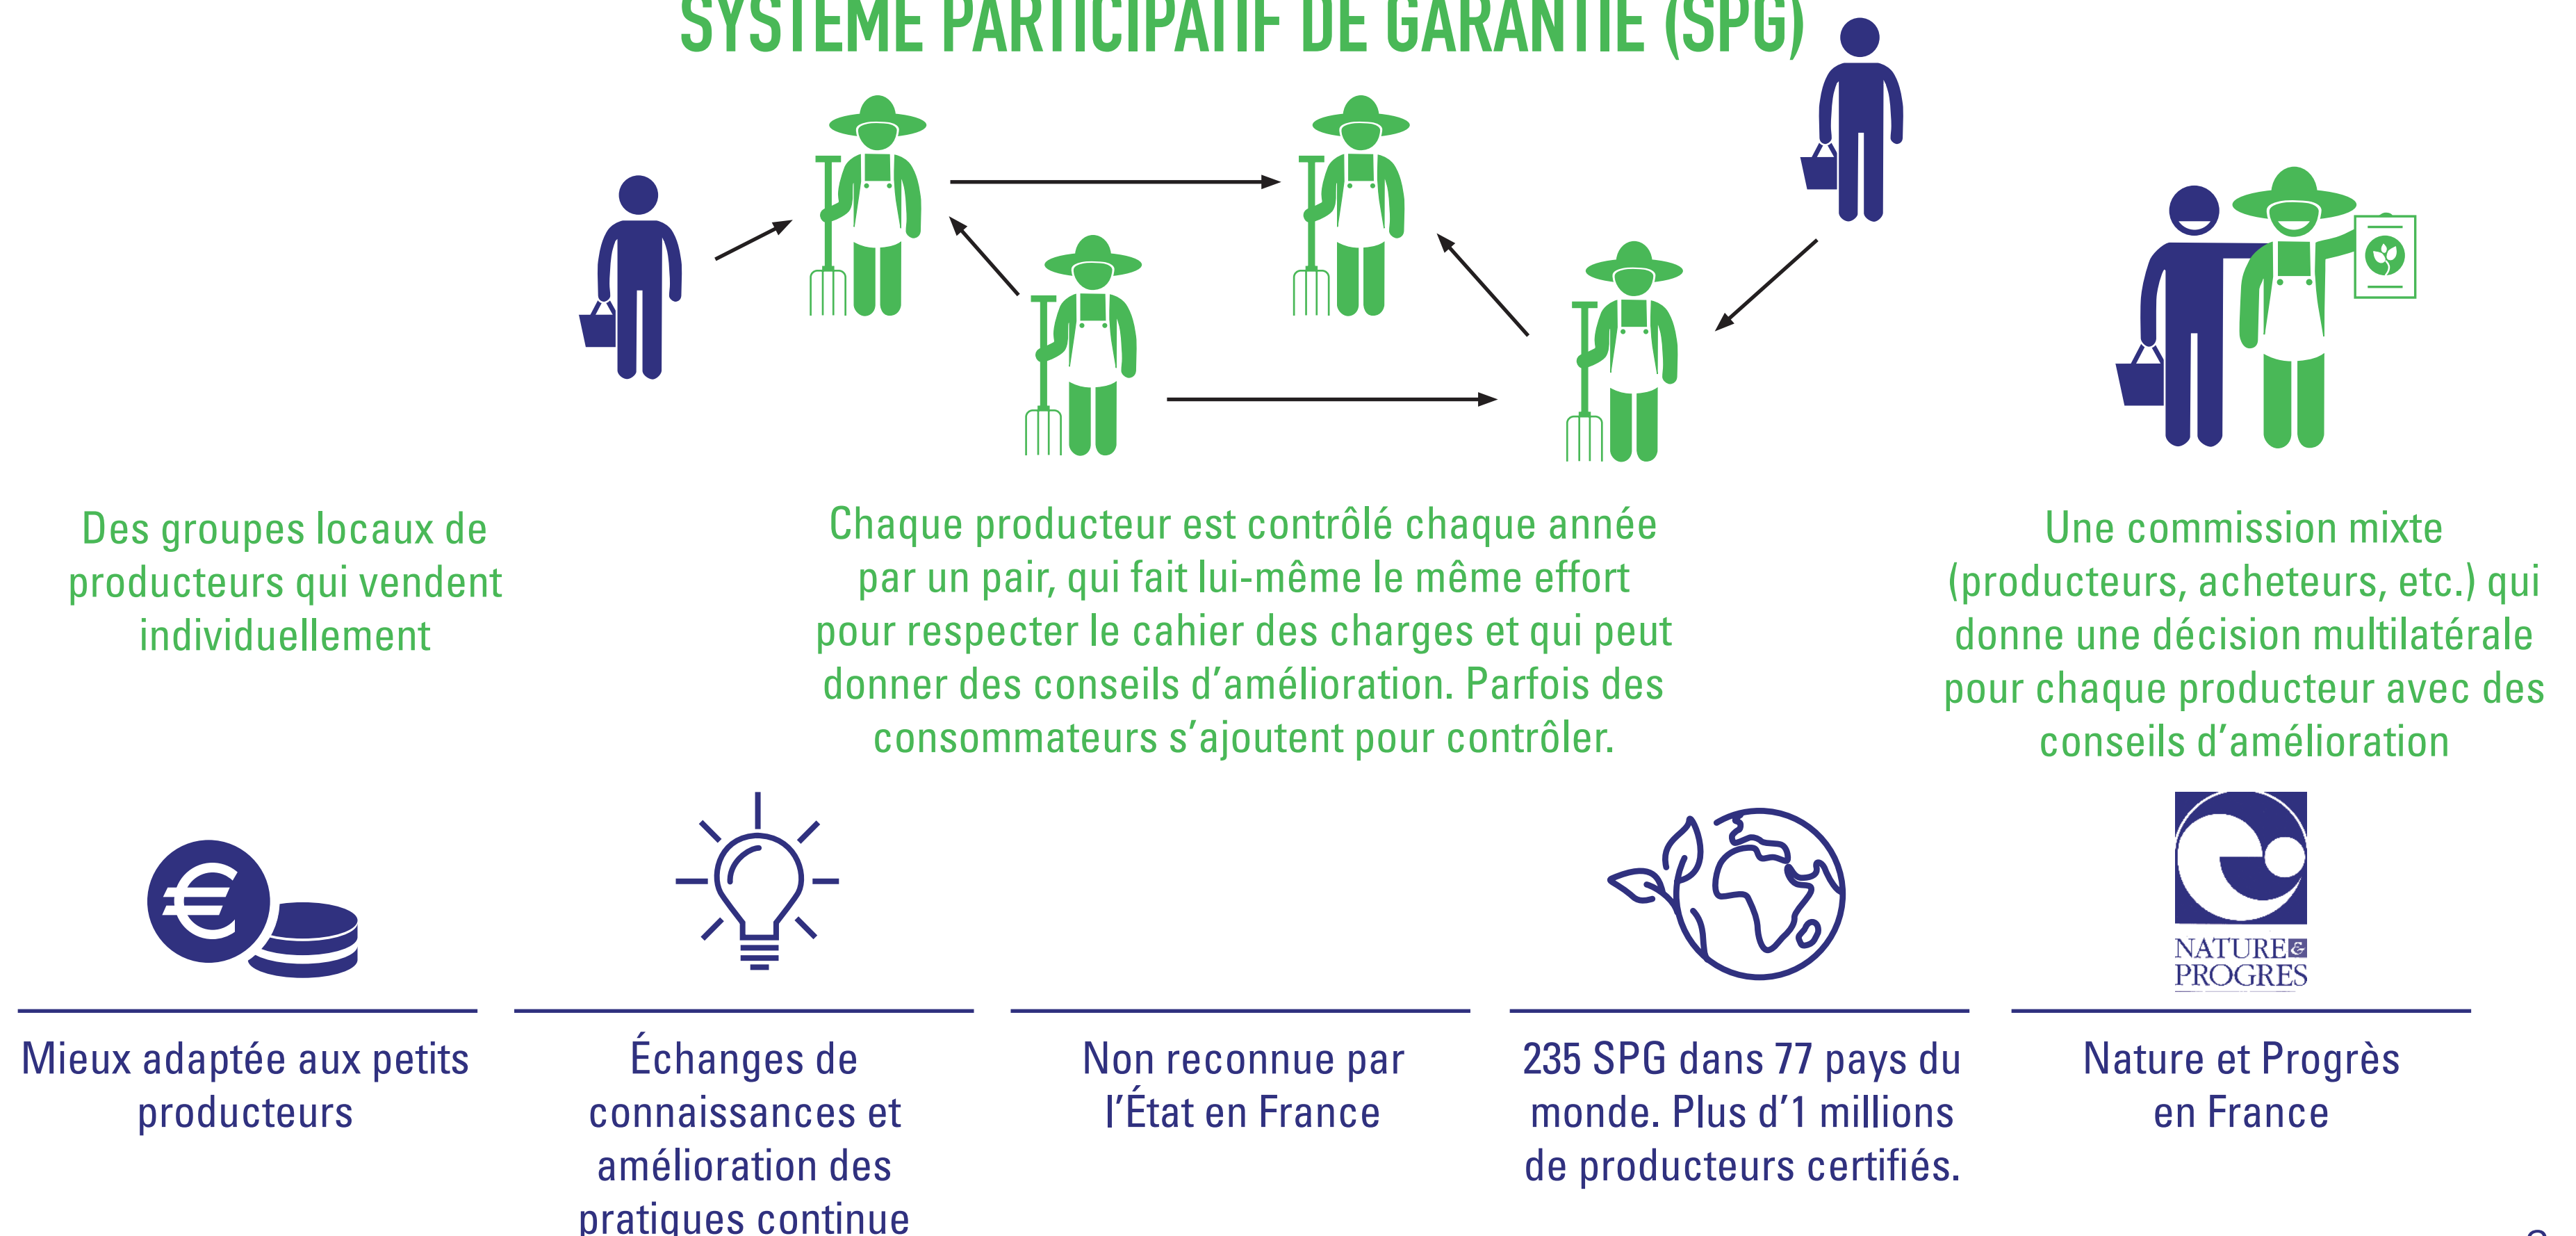 SYSTÈME PARTICIPATIF DE GARANTIE (SPG)
Des groupes locaux de
producteurs qui vendent
individuellement
Chaque producteur est contrôlé chaque année
par un pair, qui fait lui-même le même effort
pour respecter le cahier des charges et qui peut
donner des conseils d’amélioration. Parfois des
consommateurs s’ajoutent pour contrôler.
Une commission mixte
(producteurs, acheteurs, etc.) qui
donne une décision multilatérale
pour chaque producteur avec des
conseils d’amélioration
€
NATURE &
PROGRES
Mieux adaptée aux petits
producteurs
Échanges de
connaissances et
amélioration des
pratiques continue
Non reconnue par
l’État en France
235 SPG dans 77 pays du
monde. Plus d’1 millions
de producteurs certifiés.
Nature et Progrès
en France